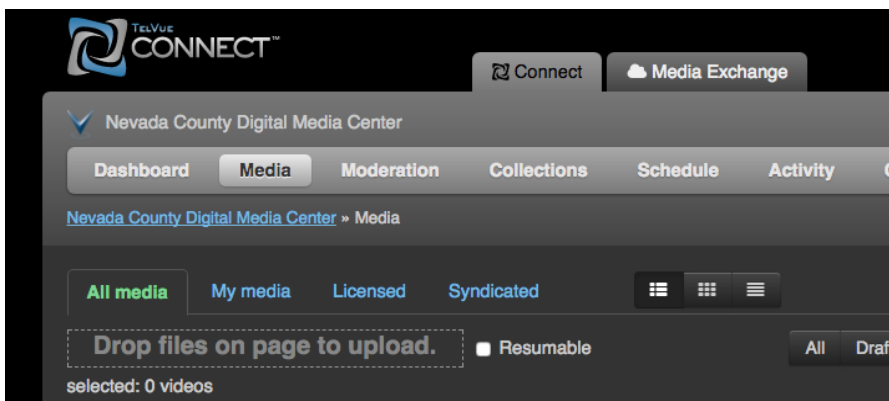 TELVUE
CONNECT™
Connect Media Exchange
Nevada County Digital Media Center
Dashboard Media Moderation Collections Schedule Activity
Nevada County Digital Media Center » Media
All media My media Licensed Syndicated
Drop files on page to upload. Resumable All Draf
selected: 0 videos